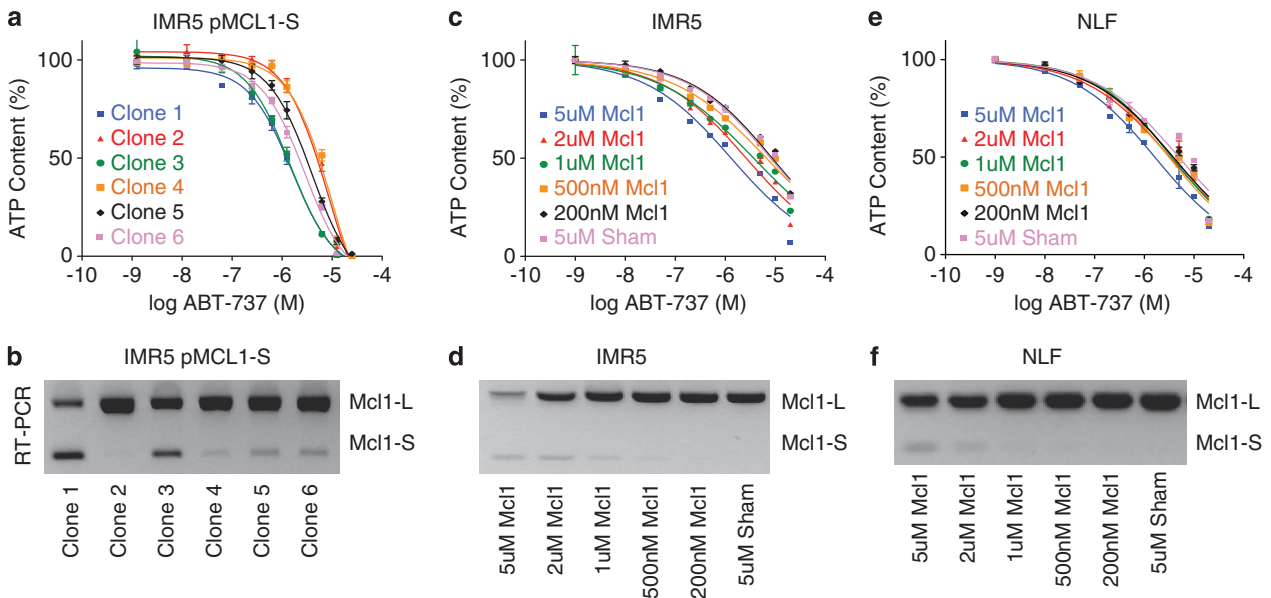 a
IMR5 pMCL1-S
ATP Content (%)
100
50
0
Clone 1
Clone 2
Clone 3
Clone 4
Clone 5
Clone 6
-10 -9 -8 -7 -6 -5 -4
log ABT-737 (M)
c
IMR5
ATP Content (%)
100
50
0
5uM Mcl1
2uM Mcl1
1uM Mcl1
500nM Mcl1
200nM Mcl1
5uM Sham
-10 -9 -8 -7 -6 -5 -4
log ABT-737 (M)
e
NLF
ATP Content (%)
100
50
0
5uM Mcl1
2uM Mcl1
1uM Mcl1
500nM Mcl1
200nM Mcl1
5uM Sham
-10 -9 -8 -7 -6 -5 -4
log ABT-737 (M)
b
IMR5 pMCL1-S
RT-PCR
Mcl1-L
Mcl1-S
Clone 1
Clone 2
Clone 3
Clone 4
Clone 5
Clone 6
d
IMR5
Mcl1-L
Mcl1-S
5uM Mcl1
2uM Mcl1
1uM Mcl1
500nM Mcl1
200nM Mcl1
5uM Sham
f
NLF
Mcl1-L
Mcl1-S
5uM Mcl1
2uM Mcl1
1uM Mcl1
500nM Mcl1
200nM Mcl1
5uM Sham